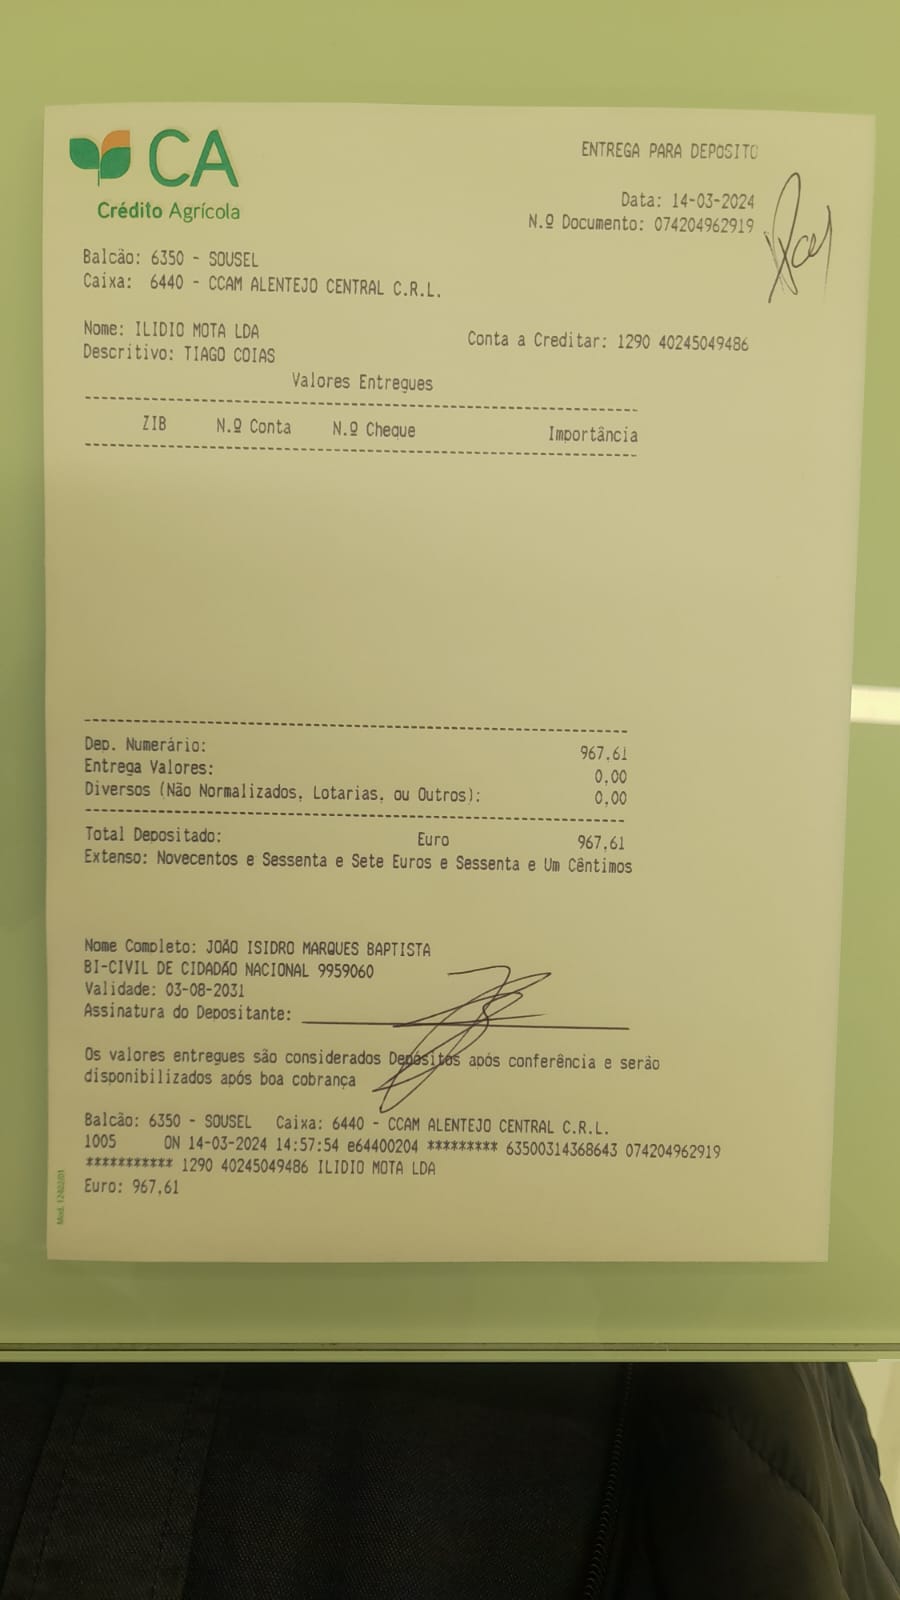 CA
Crédito Agrícola
ENTREGA PARA DEPOSITO
Data: 14-03-2024
N.º Documento: 074204962919
Balcão: 6350 - SOUSEL
Caixa: 6440 - CCAM ALENTEJO CENTRAL C.R.L.
Nome: ILIDIO MOTA LDA
Conta a Creditar: 1290 40245049486
Descritivo: TIAGO COIAS
Valores Entregues
ZIB N.º Conta N.º Cheque Importância
Dep. Numerário: 967,61
Entrega Valores: 0,00
Diversos (Não Normalizados, Lotarias, ou Outros): 0,00
Total Depositado: Euro 967,61
Extenso: Novecentos e Sessenta e Sete Euros e Sessenta e Um Cêntimos
Nome Completo: JOÃO ISIDRO MARQUES BAPTISTA
BI-CIVIL DE CIDADÃO NACIONAL 9959060
Validade: 03-08-2031
Assinatura do Depositante:
Os valores entregues são considerados Depósitos após conferência e serão
disponibilizados após boa cobrança
Balcão: 6350 - SOUSEL Caixa: 6440 - CCAM ALENTEJO CENTRAL C.R.L.
1005 ON 14-03-2024 14:57:54 e64400204 ********* 63500314368643 074204962919
*********** 1290 40245049486 ILIDIO MOTA LDA
Euro: 967,61